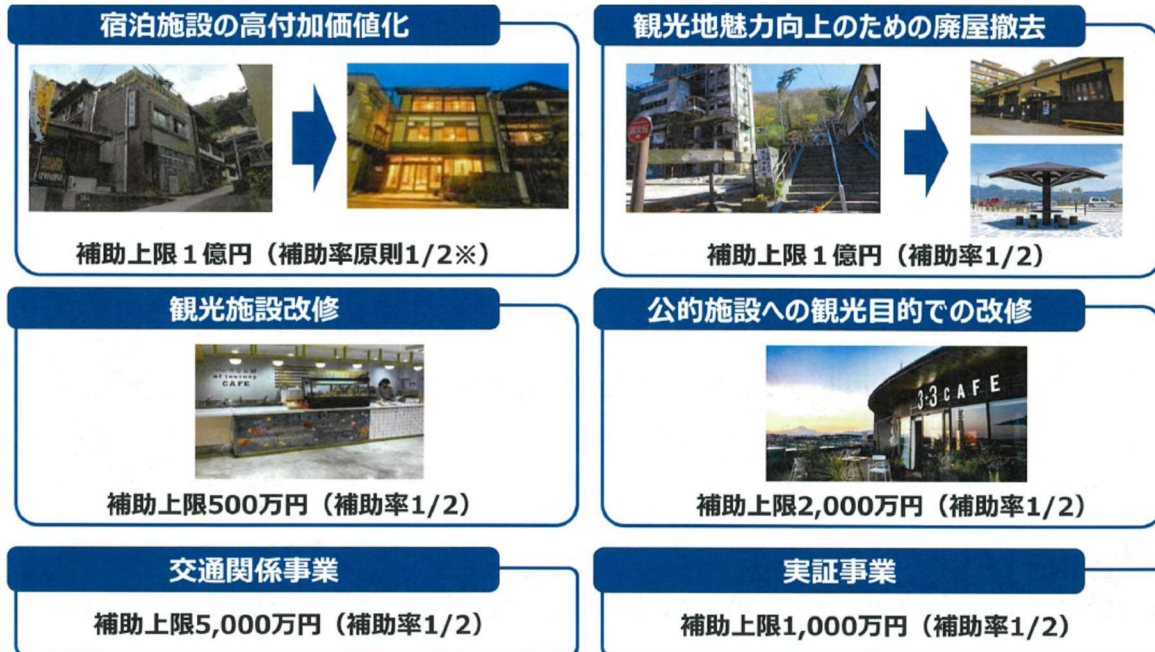 宿泊施設の高付加価値化
補助上限１億円（補助率原則1/2※）
観光地魅力向上のための廃屋撤去
補助上限１億円（補助率1/2）
観光施設改修
CAFE
補助上限500万円（補助率1/2）
公的施設への観光目的での改修
3+3 CAFE
補助上限2,000万円（補助率1/2）
交通関係事業
補助上限5,000万円（補助率1/2）
実証事業
補助上限1,000万円（補助率1/2）